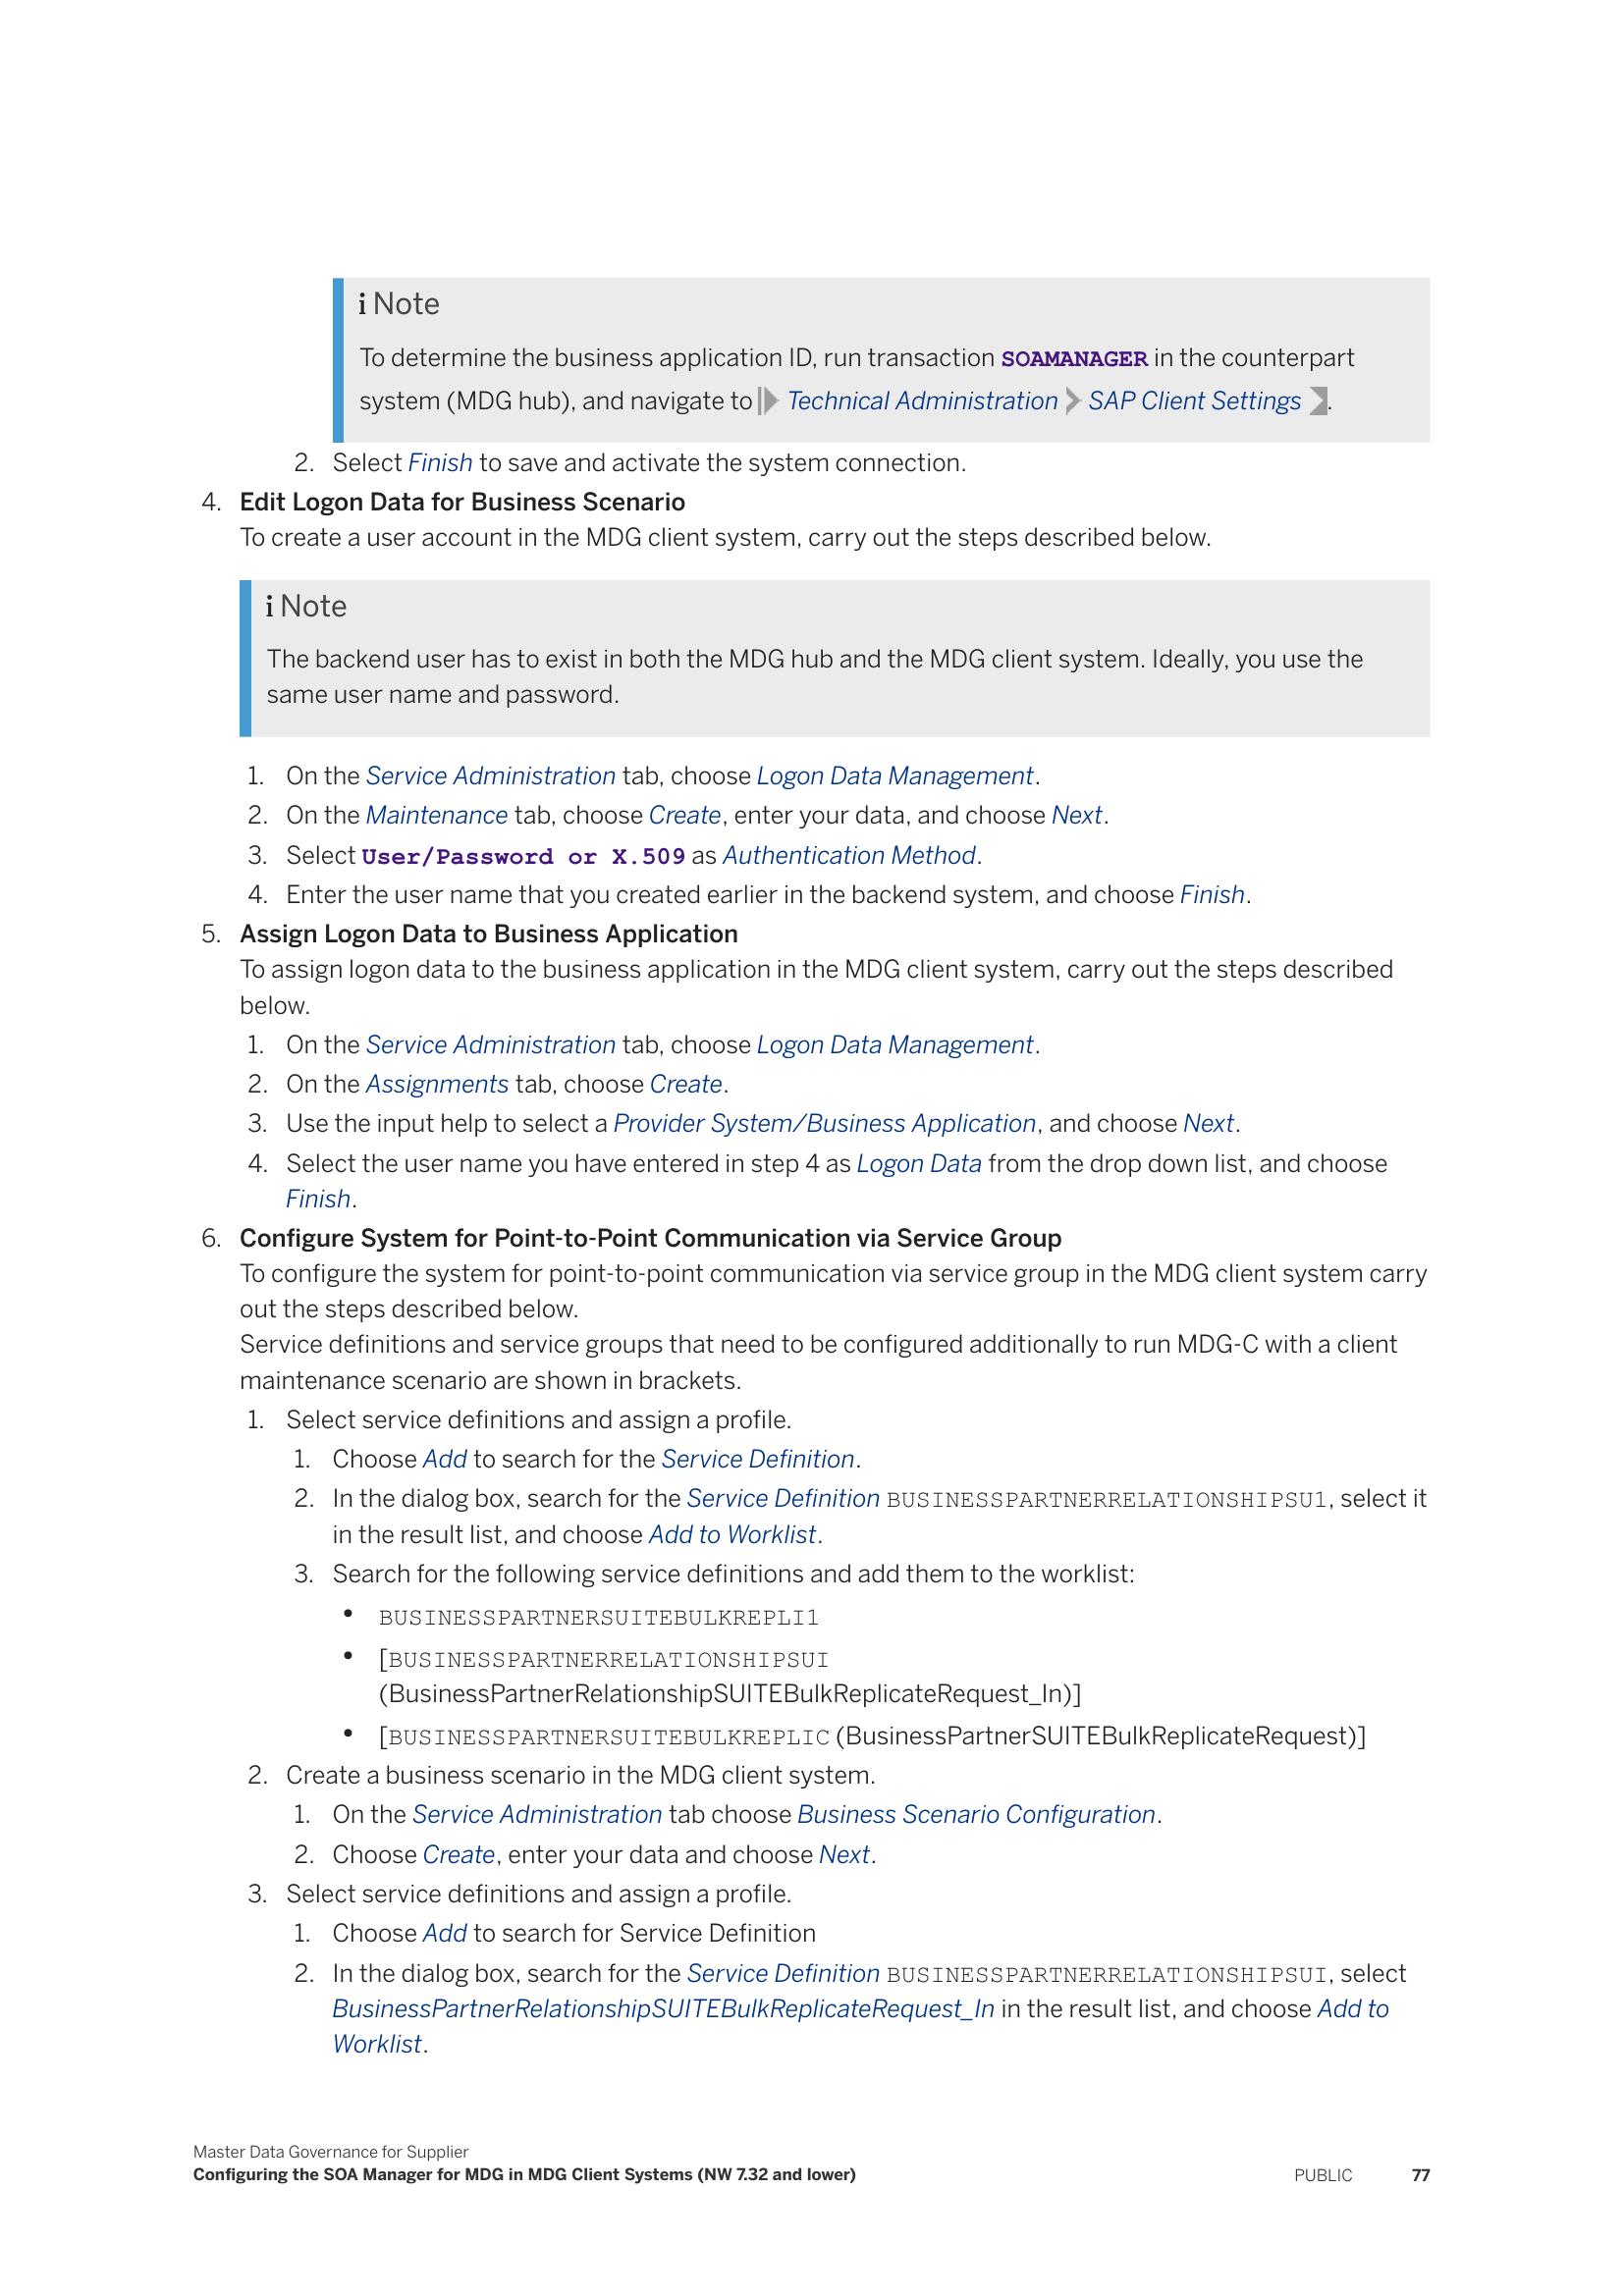 i Note
To determine the business application ID, run transaction SOAMANAGER in the counterpart
system (MDG hub), and navigate to Technical Administration SAP Client Settings .
2. Select Finish to save and activate the system connection.
4. Edit Logon Data for Business Scenario
To create a user account in the MDG client system, carry out the steps described below.
i Note
The backend user has to exist in both the MDG hub and the MDG client system. Ideally, you use the
same user name and password.
1. On the Service Administration tab, choose Logon Data Management.
2. On the Maintenance tab, choose Create, enter your data, and choose Next.
3. Select User/Password or X.509 as Authentication Method.
4. Enter the user name that you created earlier in the backend system, and choose Finish.
5. Assign Logon Data to Business Application
To assign logon data to the business application in the MDG client system, carry out the steps described
below.
1. On the Service Administration tab, choose Logon Data Management.
2. On the Assignments tab, choose Create.
3. Use the input help to select a Provider System/Business Application, and choose Next.
4. Select the user name you have entered in step 4 as Logon Data from the drop down list, and choose
Finish.
6. Configure System for Point-to-Point Communication via Service Group
To configure the system for point-to-point communication via service group in the MDG client system carry
out the steps described below.
Service definitions and service groups that need to be configured additionally to run MDG-C with a client
maintenance scenario are shown in brackets.
1. Select service definitions and assign a profile.
1. Choose Add to search for the Service Definition.
2. In the dialog box, search for the Service Definition BUSINESSPARTNERRELATIONSHIPSU1, select it
in the result list, and choose Add to Worklist.
3. Search for the following service definitions and add them to the worklist:
• BUSINESSPARTNERSUITEBULKREPLI1
• [BUSINESSPARTNERRELATIONSHIPSUI
(BusinessPartnerRelationshipSUITEBulkReplicateRequest_In)]
• [BUSINESSPARTNERSUITEBULKREPLIC (BusinessPartnerSUITEBulkReplicateRequest)]
2. Create a business scenario in the MDG client system.
1. On the Service Administration tab choose Business Scenario Configuration.
2. Choose Create, enter your data and choose Next.
3. Select service definitions and assign a profile.
1. Choose Add to search for Service Definition
2. In the dialog box, search for the Service Definition BUSINESSPARTNERRELATIONSHIPSUI, select
BusinessPartnerRelationshipSUITEBulkReplicateRequest_In in the result list, and choose Add to
Worklist.
Master Data Governance for Supplier
Configuring the SOA Manager for MDG in MDG Client Systems (NW 7.32 and lower)
PUBLIC 77